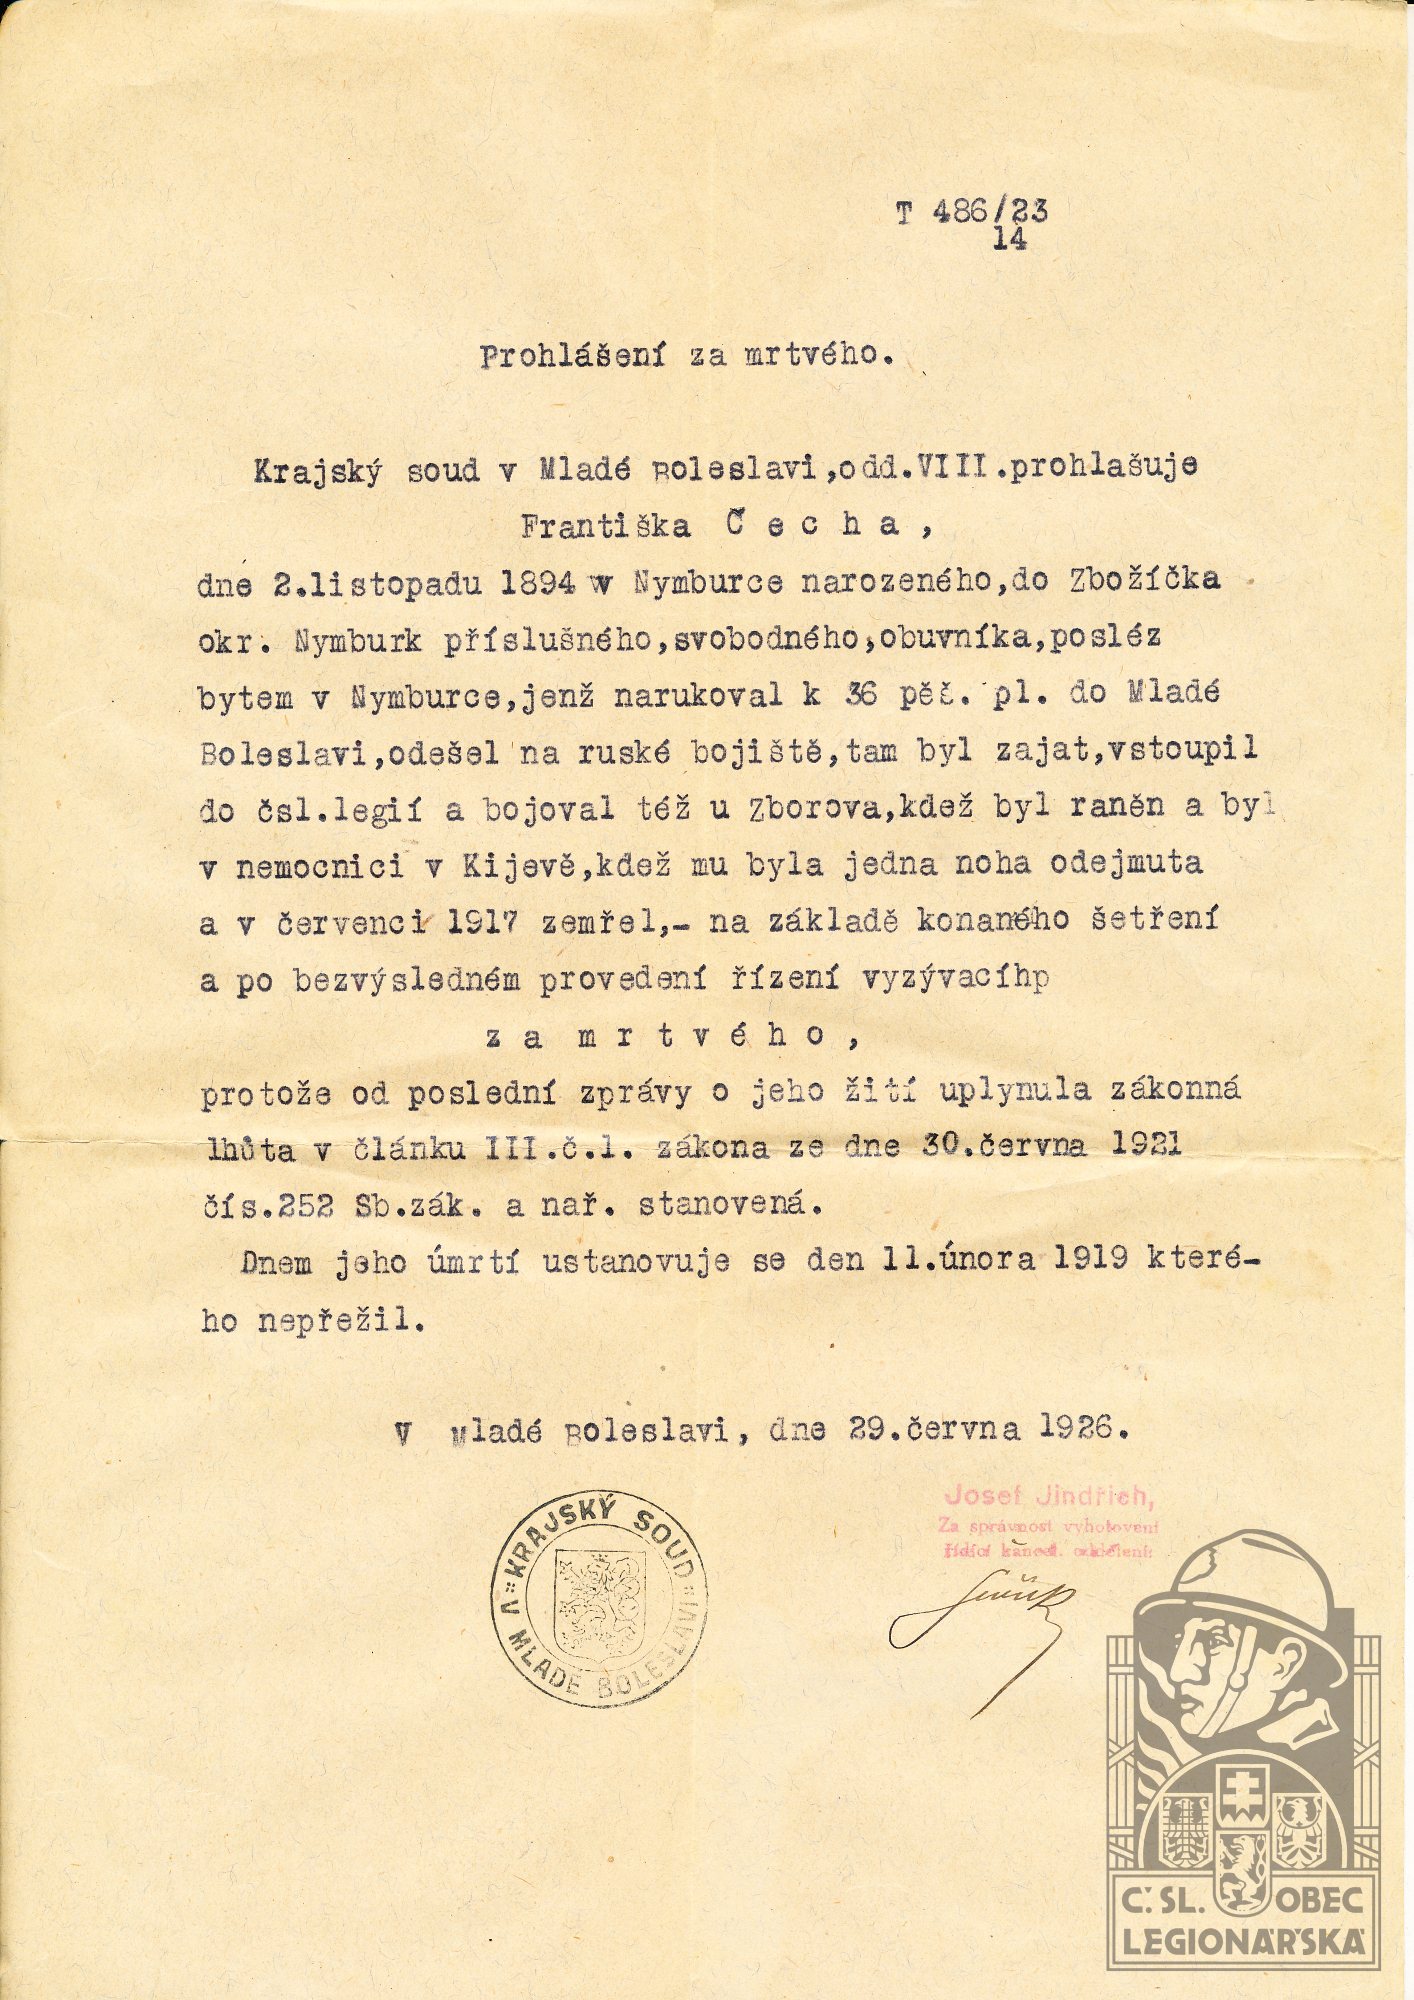 T 486/23
14
Prohlášení za mrtvého.
Krajský soud v Mladé Boleslavi,odd.VIII.prohlašuje
Františka Č e c h a ,
dne 2.listopadu 1894 v Nymburce narozeného,do Zbožíčka
okr. Nymburk příslušného,svobodného,obuvníka,posléz
bytem v Nymburce,jenž narukoval k 36 pěč. pl. do Mladé
Boleslavi,odešel na ruské bojiště,tam byl zajat,vstoupil
do čsl.legií a bojoval též u Zborova,kdež byl raněn a byl
v nemocnici v Kijevě,kdež mu byla jedna noha odejmuta
a v červenci 1917 zemřel,- na základě konaného šetření
a po bezvýsledném provedení řízení vyzývacíhp
z a m r t v é h o ,
protože od poslední zprávy o jeho žití uplynula zákonná
lhůta v článku III.č.1. zákona ze dne 30.června 1921
čís.252 Sb.zák. a nař. stanovená.
Dnem jeho úmrtí ustanovuje se den 11.února 1919 které-
ho nepřežil.
V Mladé Boleslavi, dne 29.června 1926.
KRAJSKÝ SOUD
V MLADÉ BOLESLAVI
Josef Jindřich,
Za správnost vyhotovení
řídící kancel. oddělení:
Č. SL. OBEC
LEGIONÁŘSKÁ